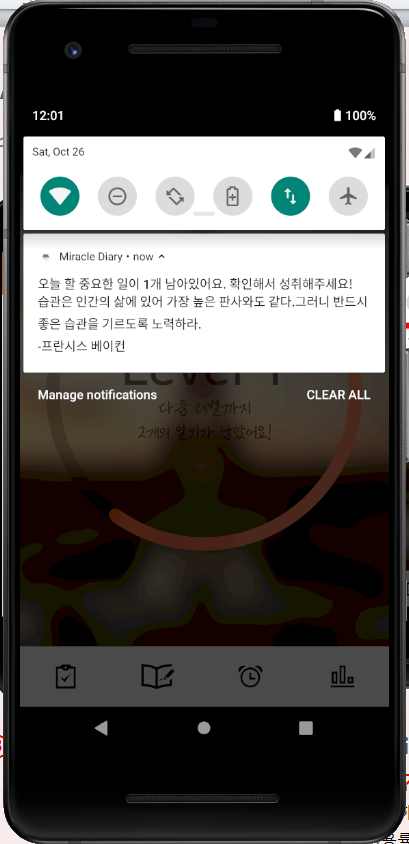 12:01 100%
Sat, Oct 26
Miracle Diary • now
오늘 할 중요한 일이 1개 남아있어요. 확인해서 성취해주세요!
습관은 인간의 삶에 있어 가장 높은 판사와도 같다.그러니 반드시
좋은 습관을 기르도록 노력하라.
-프란시스 베이컨
Level 1
Manage notifications CLEAR ALL
다음 레벨까지
2개의 일기가 남았어요!